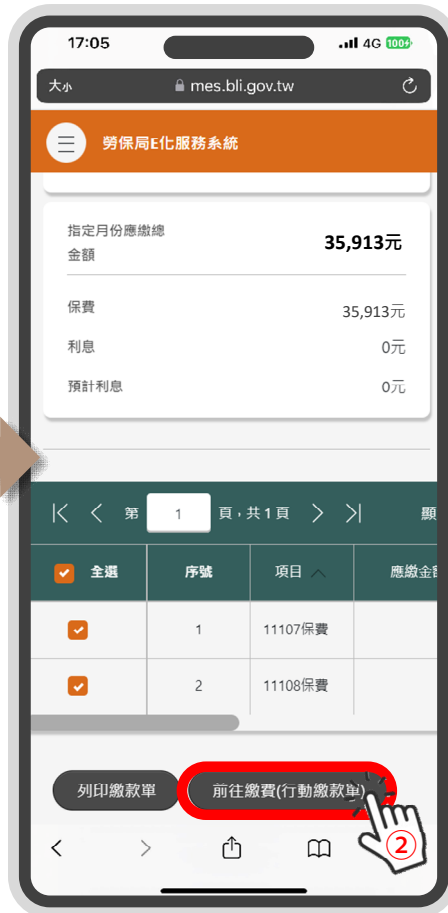 17:05 4G 100
大小 mes.bli.gov.tw
勞保局E化服務系統
指定月份應繳總
金額 35,913元
保費 35,913元
利息 0元
預計利息 0元
第 1 頁，共 1 頁 顯
全選 序號 項目 應繳金
1 11107保費
2 11108保費
列印繳款單 前往繳費(行動繳款單)
②